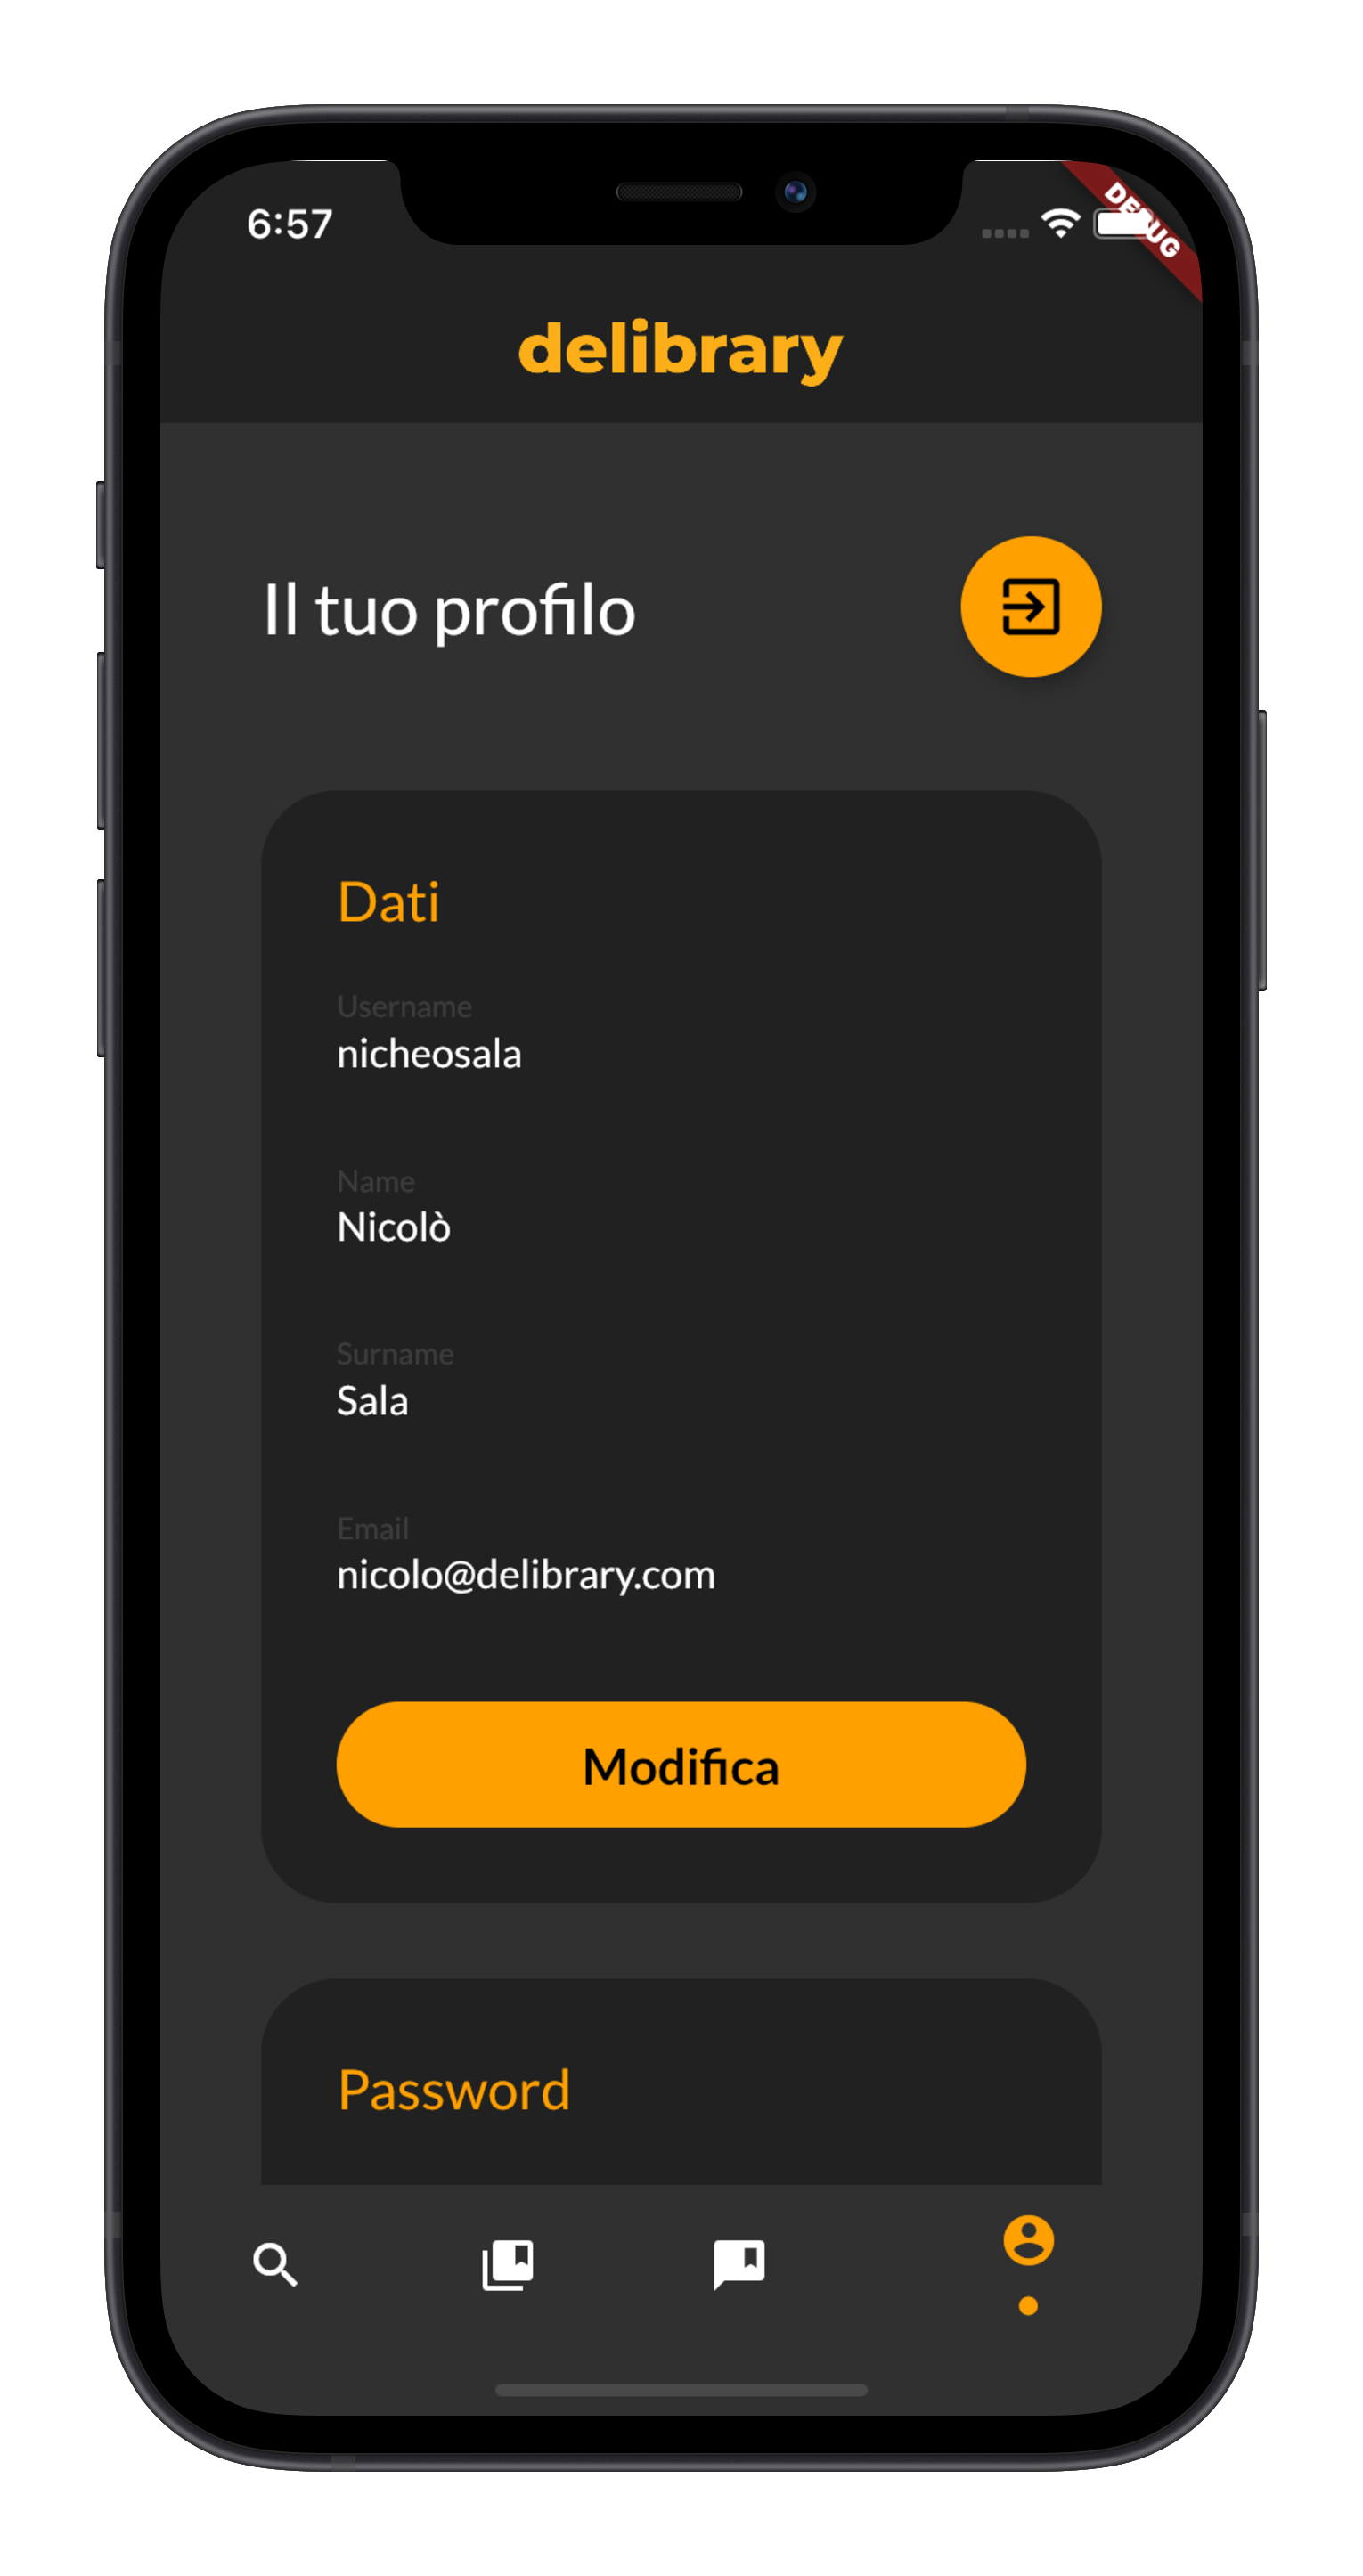 6:57
DEBUG
delibrary
Il tuo profilo
Dati
Username
nicheosala
Name
Nicolò
Surname
Sala
Email
nicolo@delibrary.com
Modifica
Password